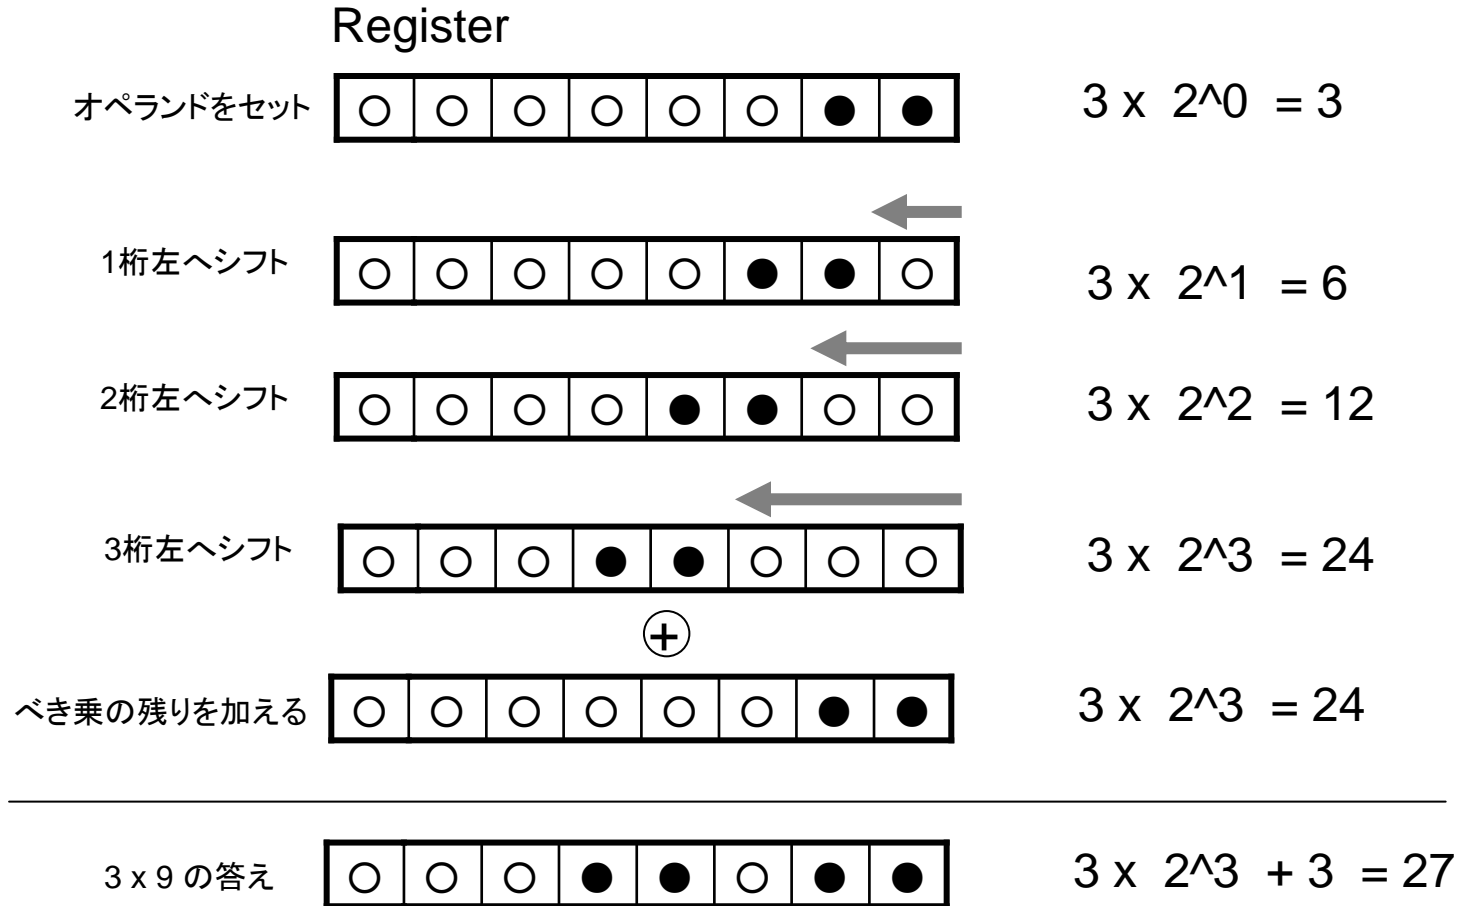 Register
オペランドをセット 3 x 2^0 = 3
1桁左へシフト 3 x 2^1 = 6
2桁左へシフト 3 x 2^2 = 12
3桁左へシフト 3 x 2^3 = 24
+
べき乗の残りを加える 3 x 2^3 = 24
3 x 9 の答え 3 x 2^3 + 3 = 27